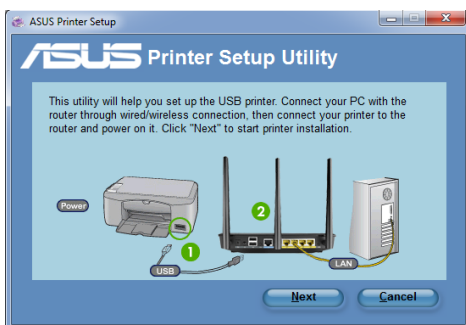 ASUS Printer Setup
ASUS Printer Setup Utility
This utility will help you set up the USB printer. Connect your PC with the
router through wired/wireless connection, then connect your printer to the
router and power on it. Click "Next" to start printer installation.
Power
2
1
USB
LAN
Next
Cancel